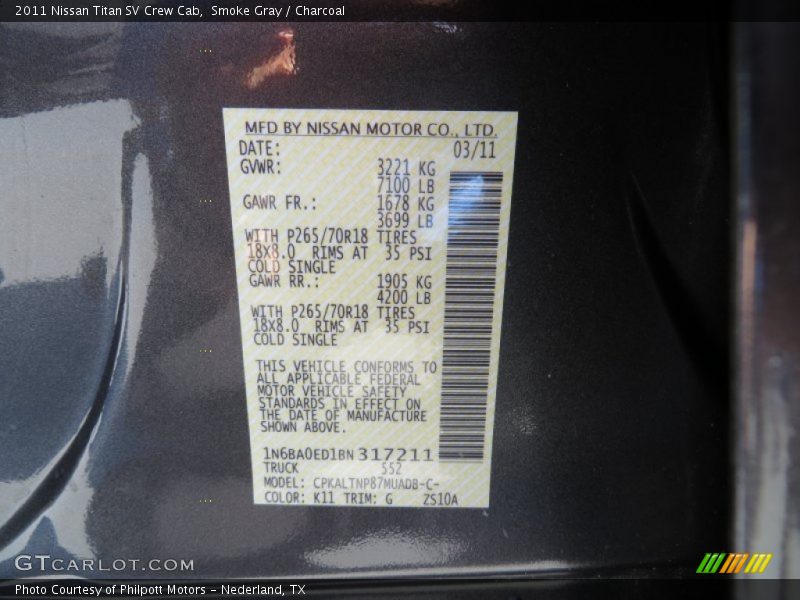 2011 Nissan Titan SV Crew Cab,  Smoke Gray / Charcoal
MFD BY NISSAN MOTOR CO., LTD.
DATE: 03/11
GVWR: 3221 KG
7100 LB
GAWR FR.: 1678 KG
3699 LB
WITH P265/70R18 TIRES
18X8.0 RIMS AT 35 PSI
COLD SINGLE
GAWR RR.: 1905 KG
4200 LB
WITH P265/70R18 TIRES
18X8.0 RIMS AT 35 PSI
COLD SINGLE
THIS VEHICLE CONFORMS TO
ALL APPLICABLE FEDERAL
MOTOR VEHICLE SAFETY
STANDARDS IN EFFECT ON
THE DATE OF MANUFACTURE
SHOWN ABOVE.
1N6BA0ED1BN317211
TRUCK 552
MODEL: CPKALTNP87MUADB-C-
COLOR: K11 TRIM: G ZS10A
GTCARLOT.COM
Photo Courtesy of Philpott Motors - Nederland, TX